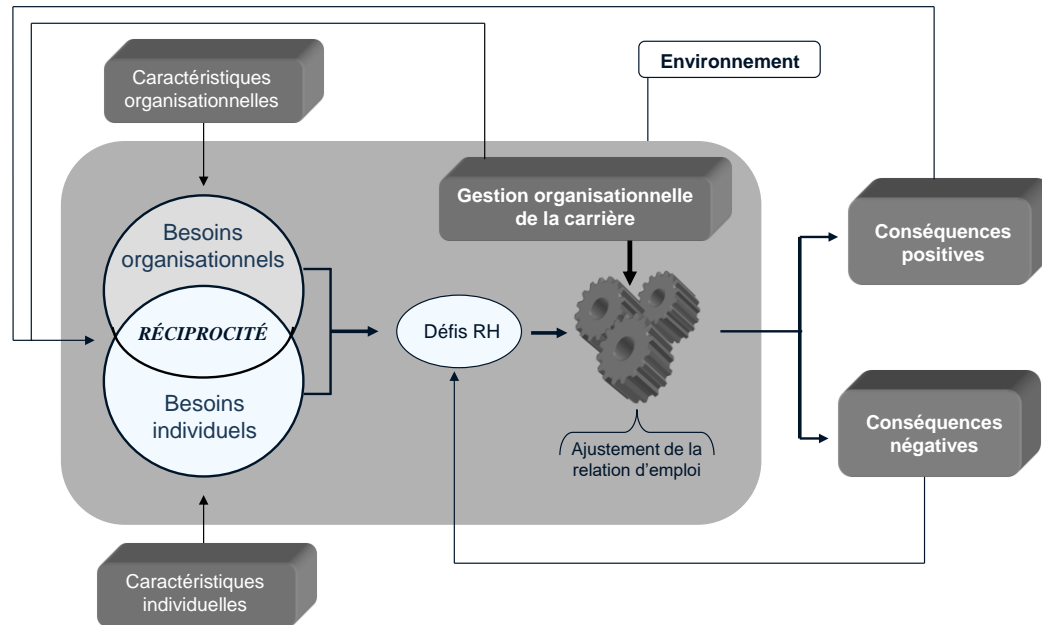 Environnement
Caractéristiques
organisationnelles
Gestion organisationnelle
de la carrière
Besoins
organisationnels
Conséquences
positives
RÉCIPROCITÉ
Défis RH
Besoins
individuels
Conséquences
négatives
Ajustement de la
relation d’emploi
Caractéristiques
individuelles